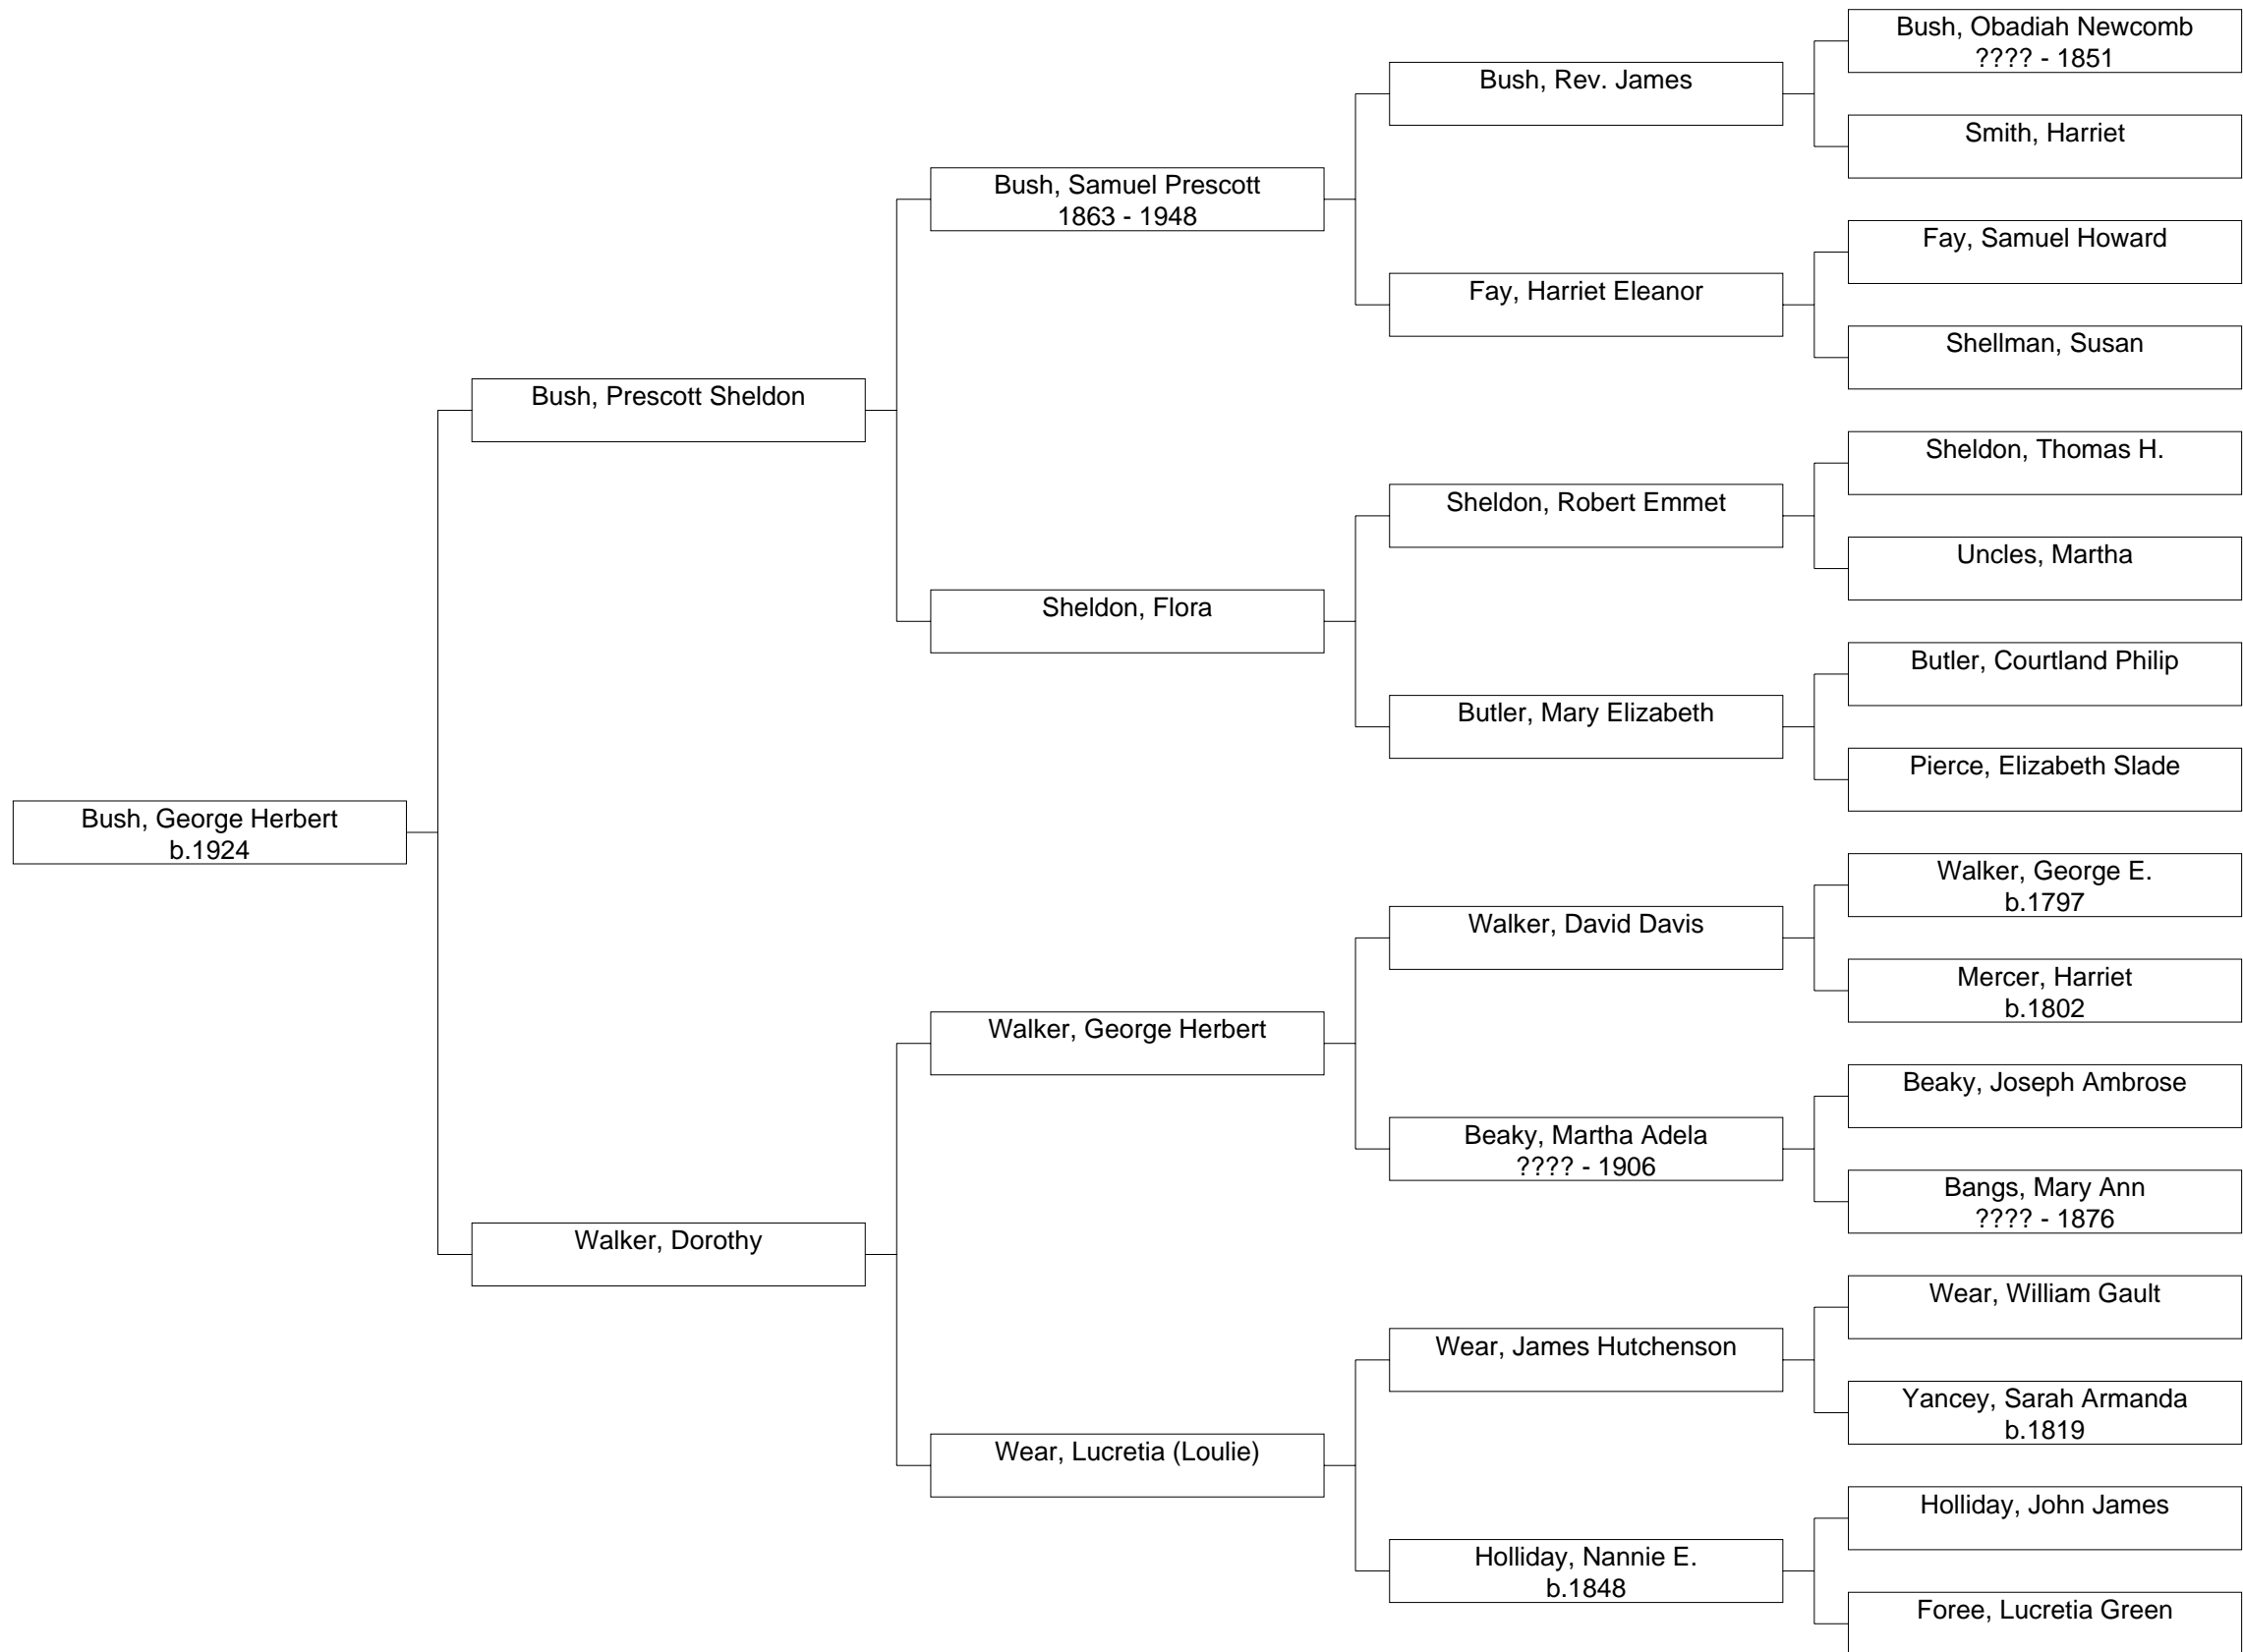 Bush, Obadiah Newcomb
???? - 1851
Bush, Rev. James
Smith, Harriet
Bush, Samuel Prescott
1863 - 1948
Fay, Samuel Howard
Fay, Harriet Eleanor
Shellman, Susan
Bush, Prescott Sheldon
Sheldon, Thomas H.
Sheldon, Robert Emmet
Uncles, Martha
Sheldon, Flora
Butler, Courtland Philip
Butler, Mary Elizabeth
Pierce, Elizabeth Slade
Bush, George Herbert
b.1924
Walker, George E.
b.1797
Walker, David Davis
Mercer, Harriet
b.1802
Walker, George Herbert
Beaky, Joseph Ambrose
Beaky, Martha Adela
???? - 1906
Bangs, Mary Ann
???? - 1876
Walker, Dorothy
Wear, William Gault
Wear, James Hutchenson
Yancey, Sarah Armanda
b.1819
Wear, Lucretia (Loulie)
Holliday, John James
Holliday, Nannie E.
b.1848
Foree, Lucretia Green